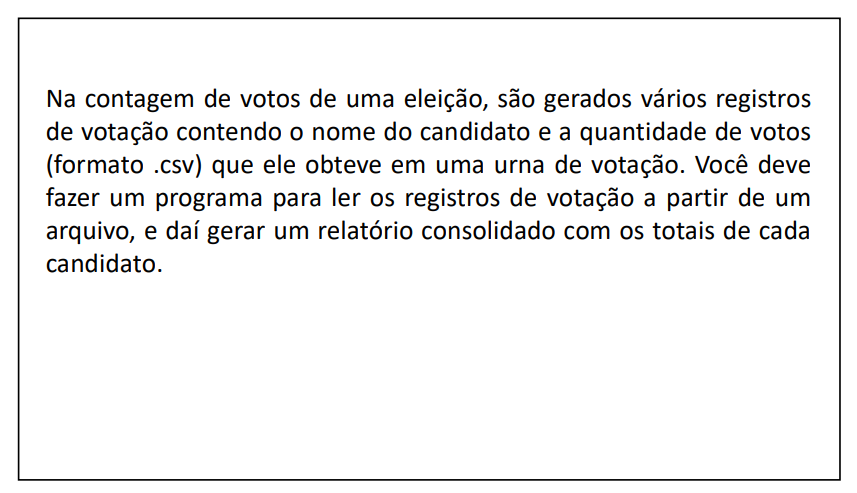 Na contagem de votos de uma eleição, são gerados vários registros
de votação contendo o nome do candidato e a quantidade de votos
(formato .csv) que ele obteve em uma urna de votação. Você deve
fazer um programa para ler os registros de votação a partir de um
arquivo, e daí gerar um relatório consolidado com os totais de cada
candidato.